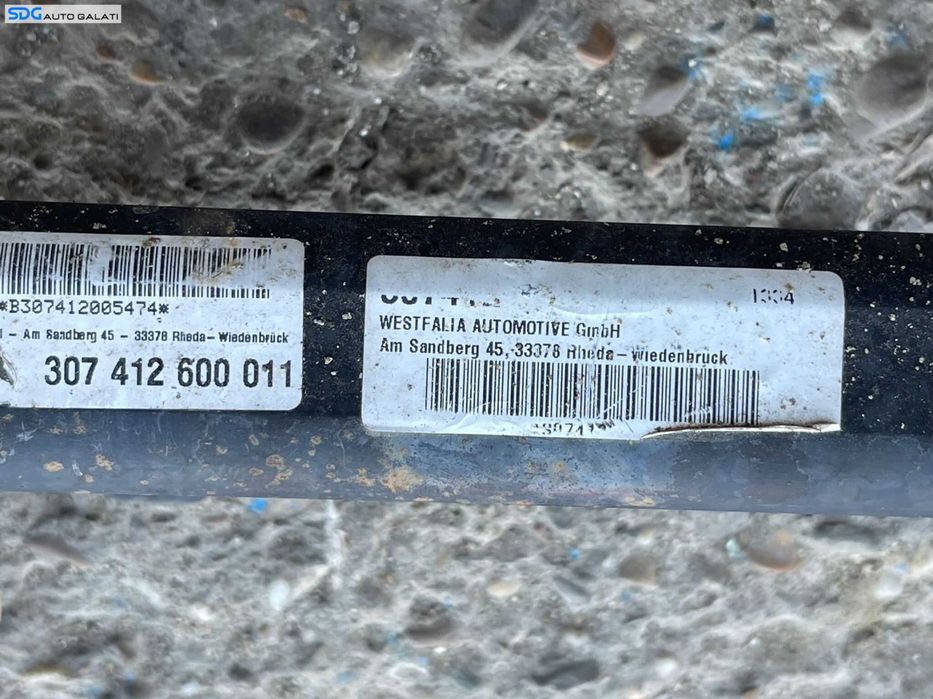 SDG AUTO GALATI
*B307412005474*
- Am Sandberg 45 - 33378 Rheda-Wiedenbrück
307 412 600 011
1334
WESTFALIA AUTOMOTIVE GmbH
Am Sandberg 45, 33378 Rheda-Wiedenbrück